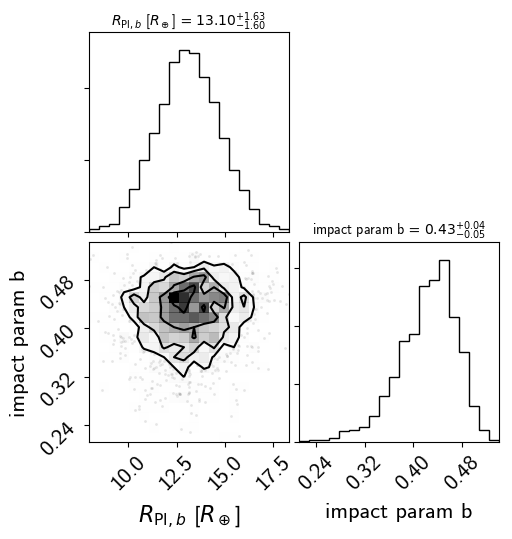 R_{Pl, b} [R_⊕] = 13.10^{+1.63}_{-1.60}
impact param b = 0.43^{+0.04}_{-0.05}
impact param b
0.48
0.40
0.32
0.24
10.0
12.5
15.0
17.5
R_{Pl, b} [R_⊕]
0.24
0.32
0.40
0.48
impact param b